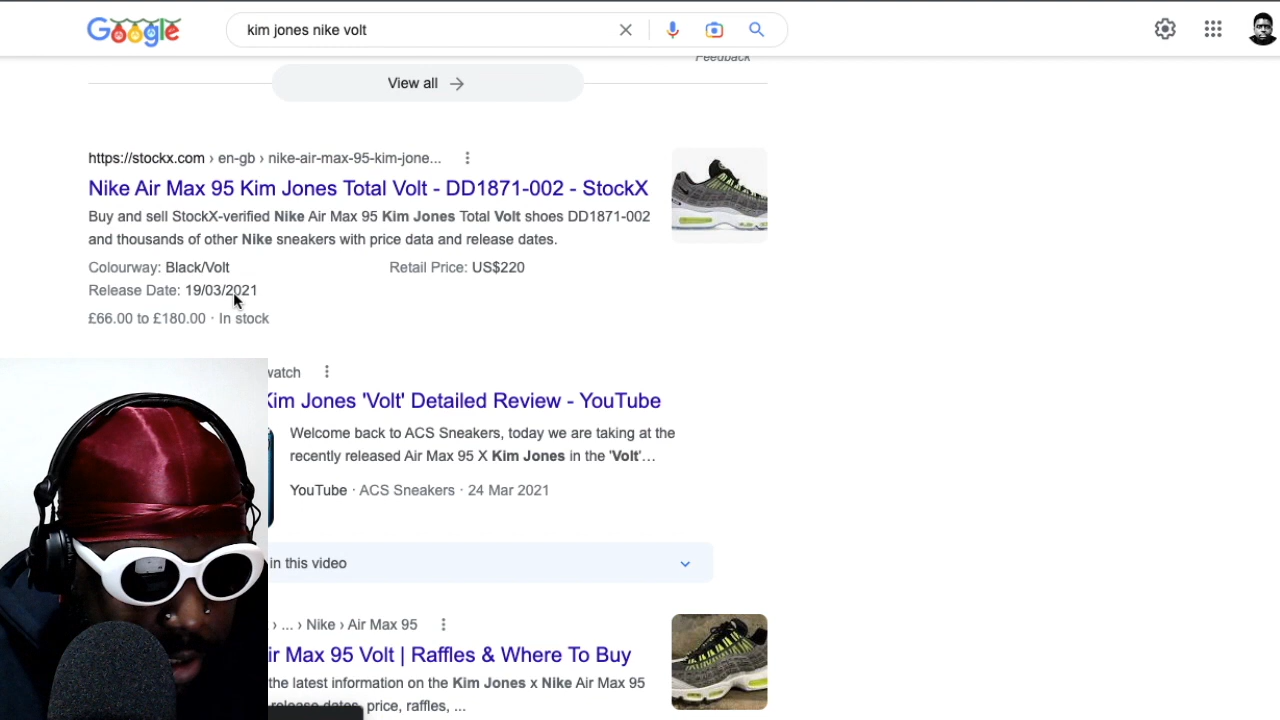 Google
kim jones nike volt
Feedback
View all
https://stockx.com › en-gb › nike-air-max-95-kim-jone...
Nike Air Max 95 Kim Jones Total Volt - DD1871-002 - StockX
Buy and sell StockX-verified Nike Air Max 95 Kim Jones Total Volt shoes DD1871-002
and thousands of other Nike sneakers with price data and release dates.
Colourway: Black/Volt
Retail Price: US$220
Release Date: 19/03/2021
£66.00 to £180.00 · In stock
watch
Kim Jones 'Volt' Detailed Review - YouTube
Welcome back to ACS Sneakers, today we are taking at the
recently released Air Max 95 X Kim Jones in the 'Volt'...
YouTube · ACS Sneakers · 24 Mar 2021
in this video
› ... › Nike › Air Max 95
ir Max 95 Volt | Raffles & Where To Buy
the latest information on the Kim Jones x Nike Air Max 95
release dates, price, raffles, ...